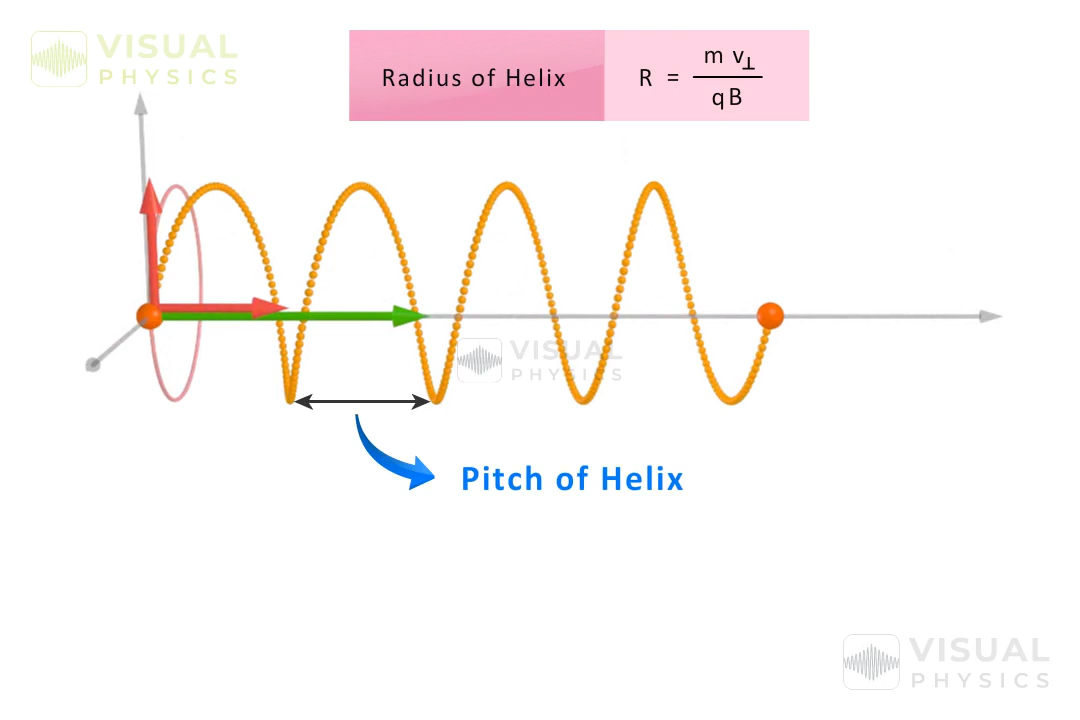 VISUAL
PHYSICS
Radius of Helix R = m v⊥ / qB
VISUAL
PHYSICS
Pitch of Helix
VISUAL
PHYSICS